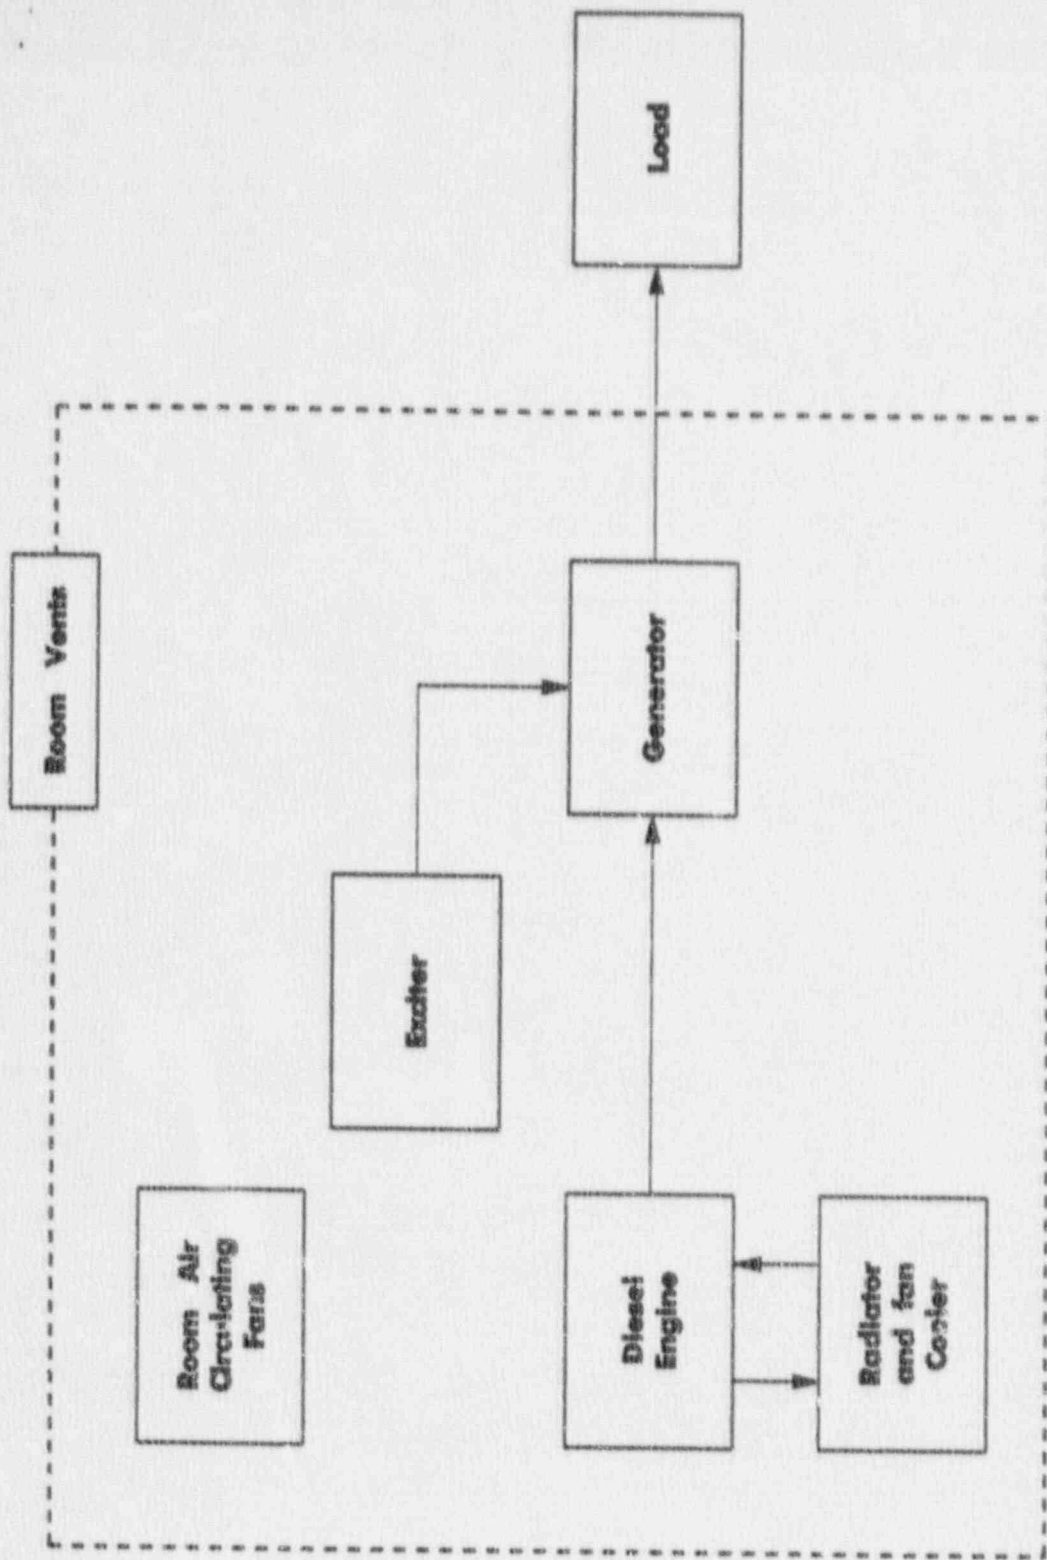 Room Vents
Room Air
Circulating
Fans
Exciter
Load
Generator
Diesel
Engine
Radiator
and fan
Cooler